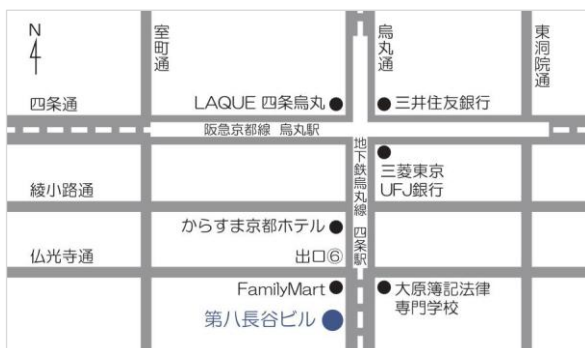 N
室町通
烏丸通
東洞院通
四条通
LAQUE 四条烏丸
三井住友銀行
阪急京都線 烏丸駅
地下鉄烏丸線 四条駅
三菱東京
UFJ銀行
綾小路通
からすま京都ホテル
仏光寺通
出口⑥
FamilyMart
大原簿記法律
専門学校
第八長谷ビル